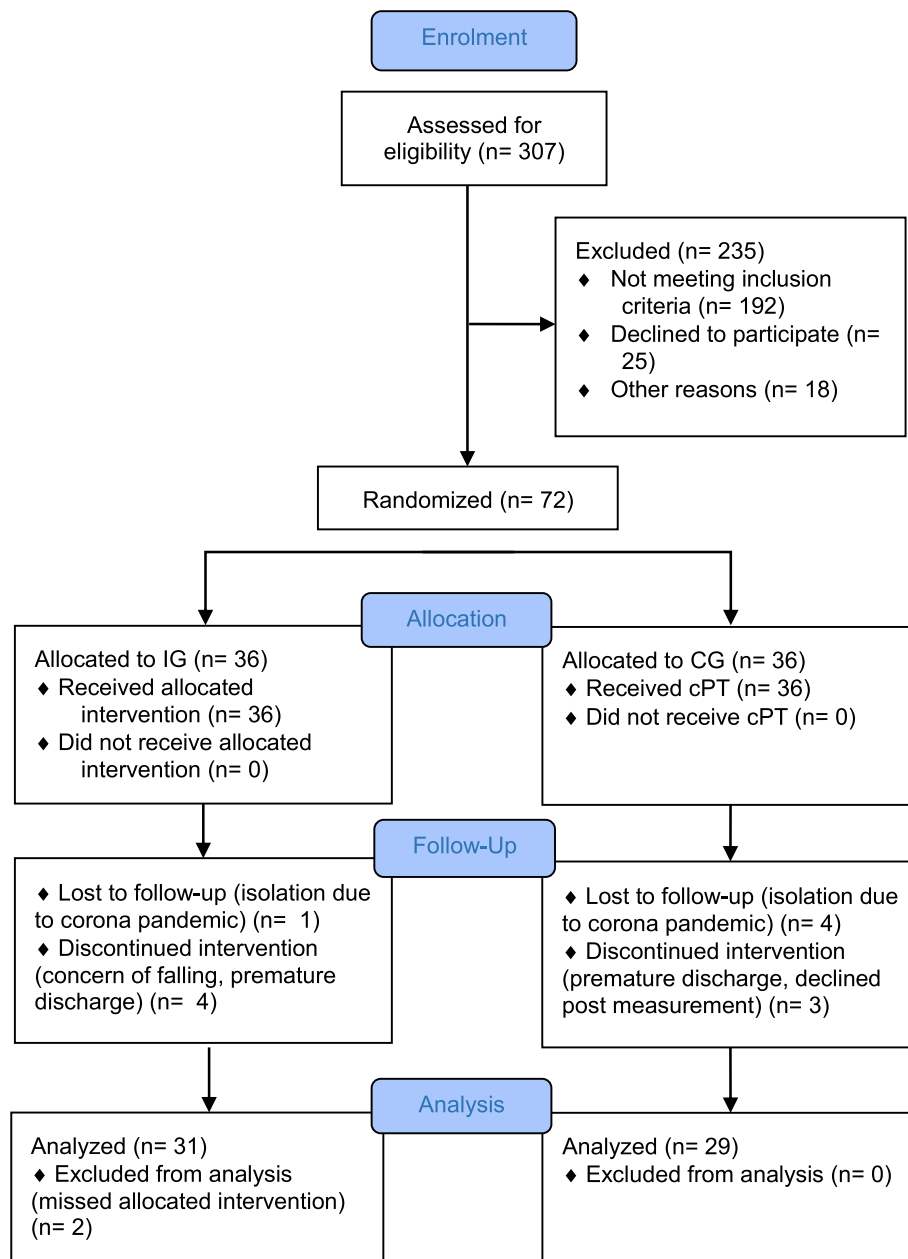 Enrolment
Assessed for
eligibility (n= 307)
Excluded (n= 235)
♦ Not meeting inclusion
criteria (n= 192)
♦ Declined to participate (n=
25)
♦ Other reasons (n= 18)
Randomized (n= 72)
Allocation
Allocated to IG (n= 36)
♦ Received allocated
intervention (n= 36)
♦ Did not receive allocated
intervention (n= 0)
Allocated to CG (n= 36)
♦ Received cPT (n= 36)
♦ Did not receive cPT (n= 0)
Follow-Up
♦ Lost to follow-up (isolation due
to corona pandemic) (n= 1)
♦ Discontinued intervention
(concern of falling, premature
discharge) (n= 4)
♦ Lost to follow-up (isolation due
to corona pandemic) (n= 4)
♦ Discontinued intervention
(premature discharge, declined
post measurement) (n= 3)
Analysis
Analyzed (n= 31)
♦ Excluded from analysis
(missed allocated intervention)
(n= 2)
Analyzed (n= 29)
♦ Excluded from analysis (n= 0)